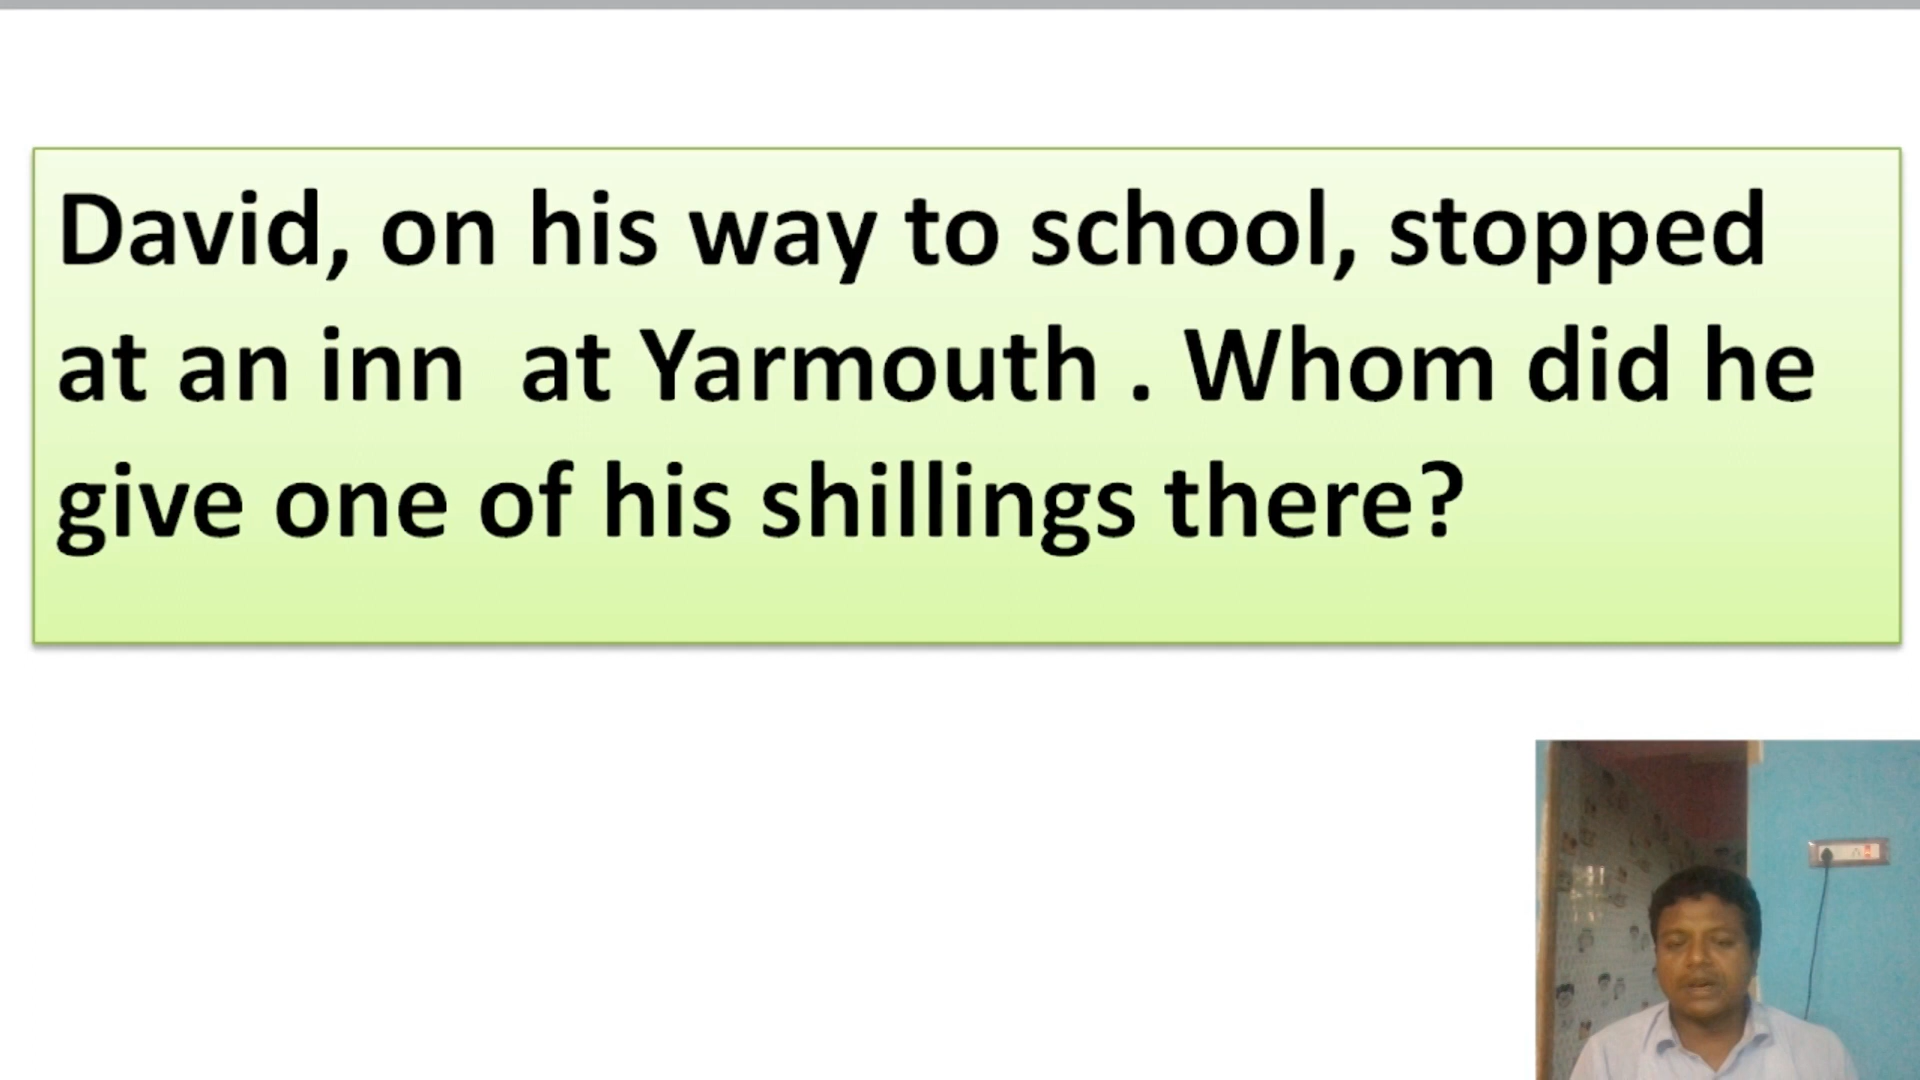 David, on his way to school, stopped
at an inn  at Yarmouth . Whom did he
give one of his shillings there?